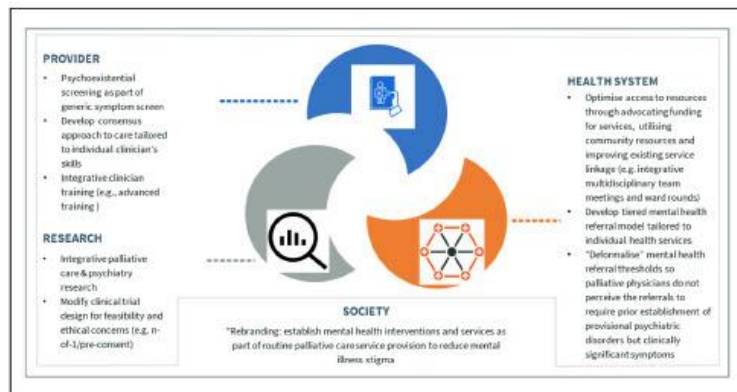 PROVIDER
• Psychoexistential
screening as part of
generic symptom screen
• Develop consensus
approach to care tailored
to individual clinician's
skills
• Integrative clinician
training (e.g., advanced
training )
RESEARCH
• Integrative palliative
care & psychiatry
research
• Modify clinical trial
design for feasibility and
ethical concerns (e.g. n-
of-1/pre-consent)
SOCIETY
"Rebranding: establish mental health interventions and services as
part of routine palliative care service provision to reduce mental
illness stigma
HEALTH SYSTEM
• Optimise access to resources
through advocating funding
for services, utilising
community resources and
improving existing service
linkage (e.g. integrative
multidisciplinary team
meetings and ward rounds)
• Develop tiered mental health
referral model tailored to
individual health services
• "Deformalise" mental health
referral thresholds so
palliative physicians do not
perceive the referrals to
require prior establishment of
provisional psychiatric
disorders but clinically
significant symptoms